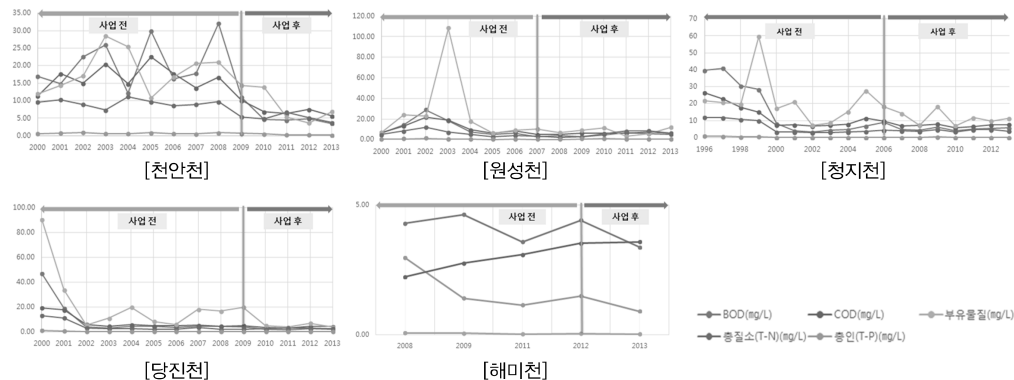 35.00
30.00
25.00
20.00
15.00
10.00
5.00
0.00
사업 전
사업 후
2000 2001 2002 2003 2004 2005 2006 2007 2008 2009 2010 2011 2012 2013
[천안천]
120.00
100.00
80.00
60.00
40.00
20.00
0.00
사업 전
사업 후
2000 2001 2002 2003 2004 2005 2006 2007 2008 2009 2010 2011 2012 2013
[원성천]
70
60
50
40
30
20
10
0
사업 전
사업 후
1996 1998 2000 2002 2004 2006 2008 2010 2012
[청지천]
100.00
80.00
60.00
40.00
20.00
0.00
사업 전
사업 후
2000 2001 2002 2003 2004 2005 2006 2007 2008 2009 2010 2011 2012 2013
[당진천]
5.00
0.00
사업 전
사업 후
2008 2009 2011 2012 2013
[해미천]
BOD(mg/L) COD(mg/L) 부유물질(mg/L)
총질소(T-N)(mg/L) 총인(T-P)(mg/L)